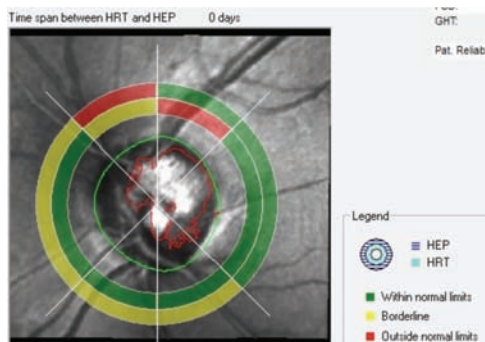 Time span between HRT and HEP 0 days
GHT:
Pat. Reliab
Legend
HEP
HRT
Within normal limits
Borderline
Outside normal limits